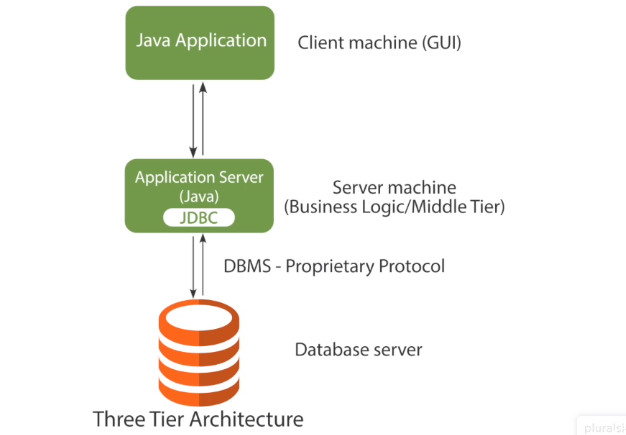 Java Application
Client machine (GUI)
Application Server
(Java)
JDBC
Server machine
(Business Logic/Middle Tier)
DBMS - Proprietary Protocol
Database server
Three Tier Architecture